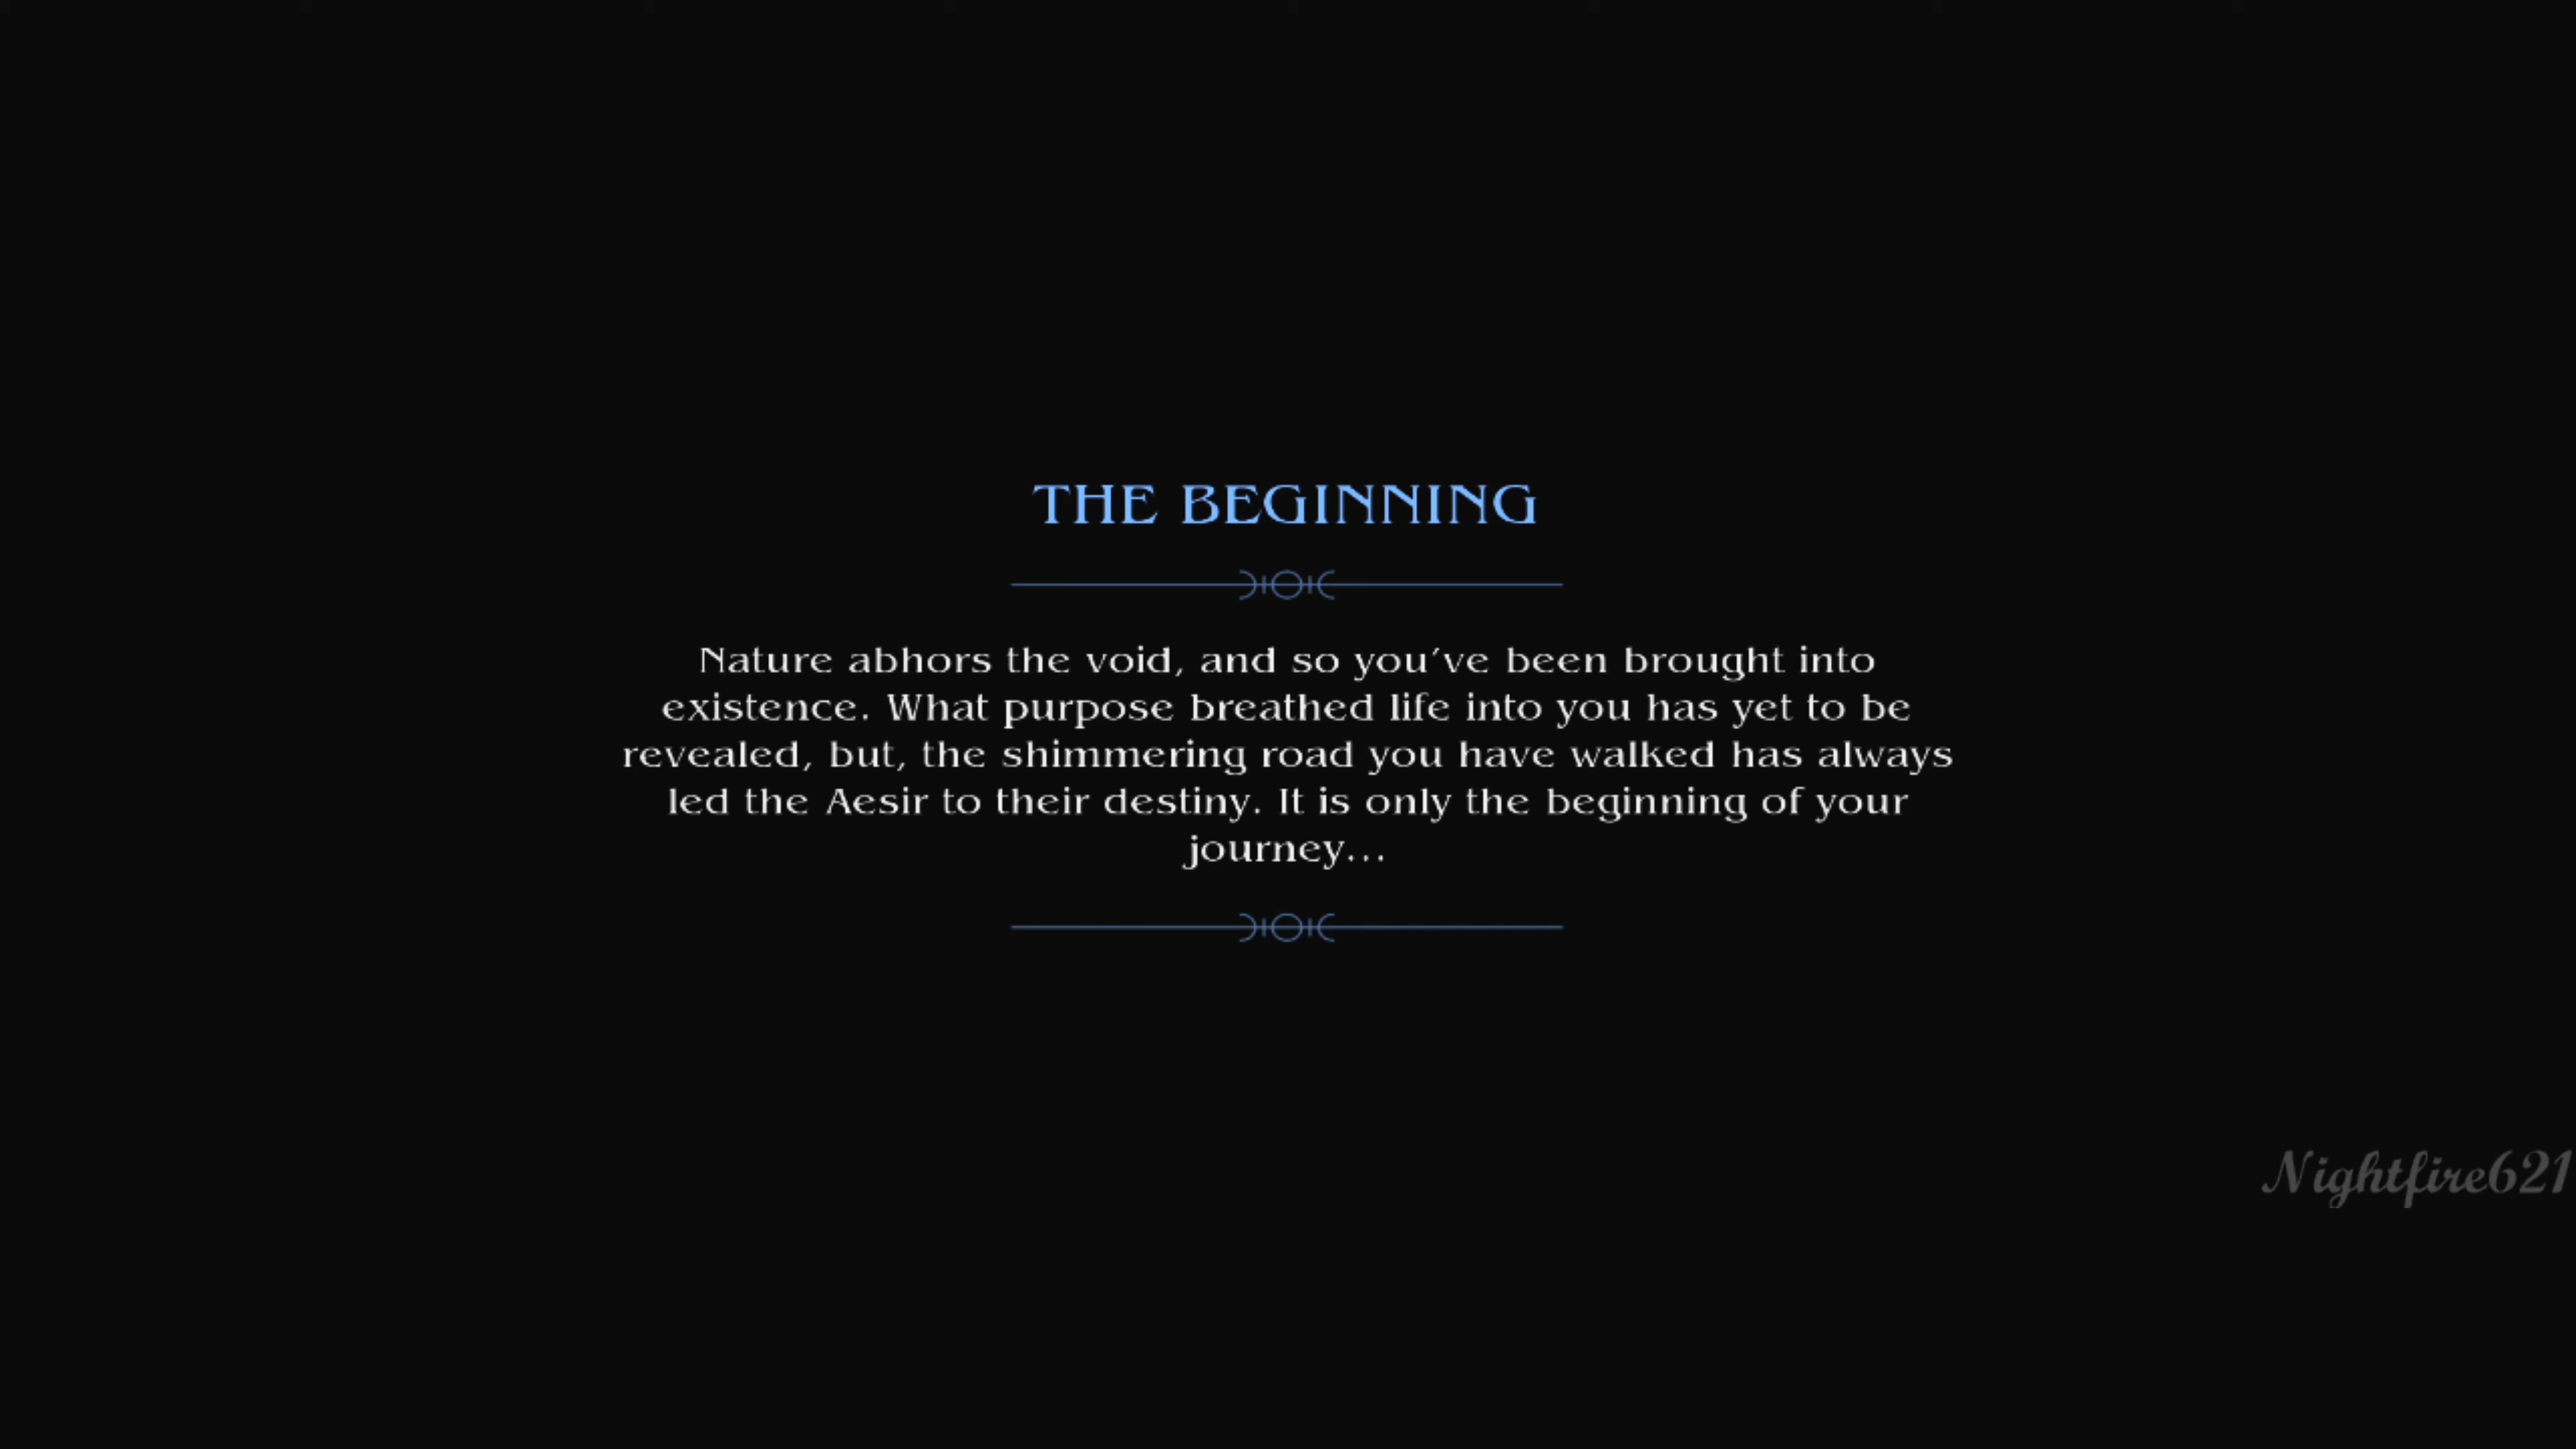 THE BEGINNING
Nature abhors the void, and so you've been brought into
existence. What purpose breathed life into you has yet to be
revealed, but, the shimmering road you have walked has always
led the Aesir to their destiny. It is only the beginning of your
journey...
Nightfire621